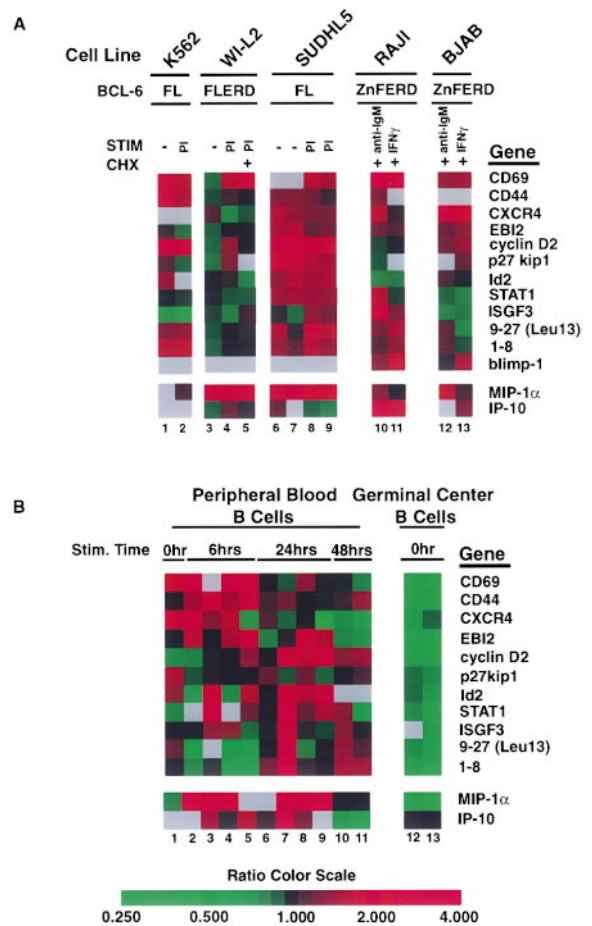 A
Cell Line K562 WI-L2 SUDHL5 RAJI BJAB
BCL-6 FL FLERD FL ZnFERD ZnFERD
STIM - PI - PI PI - - PI PI anti-IgM IFNγ anti-IgM IFNγ
CHX + + + + +
Gene
CD69
CD44
CXCR4
EBI2
cyclin D2
p27 kip1
Id2
STAT1
ISGF3
9-27 (Leu13)
1-8
blimp-1
MIP-1α
IP-10
1 2 3 4 5 6 7 8 9 10 11 12 13
B
Peripheral Blood B Cells
Germinal Center B Cells
Stim. Time 0hr 6hrs 24hrs 48hrs 0hr
Gene
CD69
CD44
CXCR4
EBI2
cyclin D2
p27kip1
Id2
STAT1
ISGF3
9-27 (Leu13)
1-8
MIP-1α
IP-10
1 2 3 4 5 6 7 8 9 10 11 12 13
Ratio Color Scale
0.250 0.500 1.000 2.000 4.000